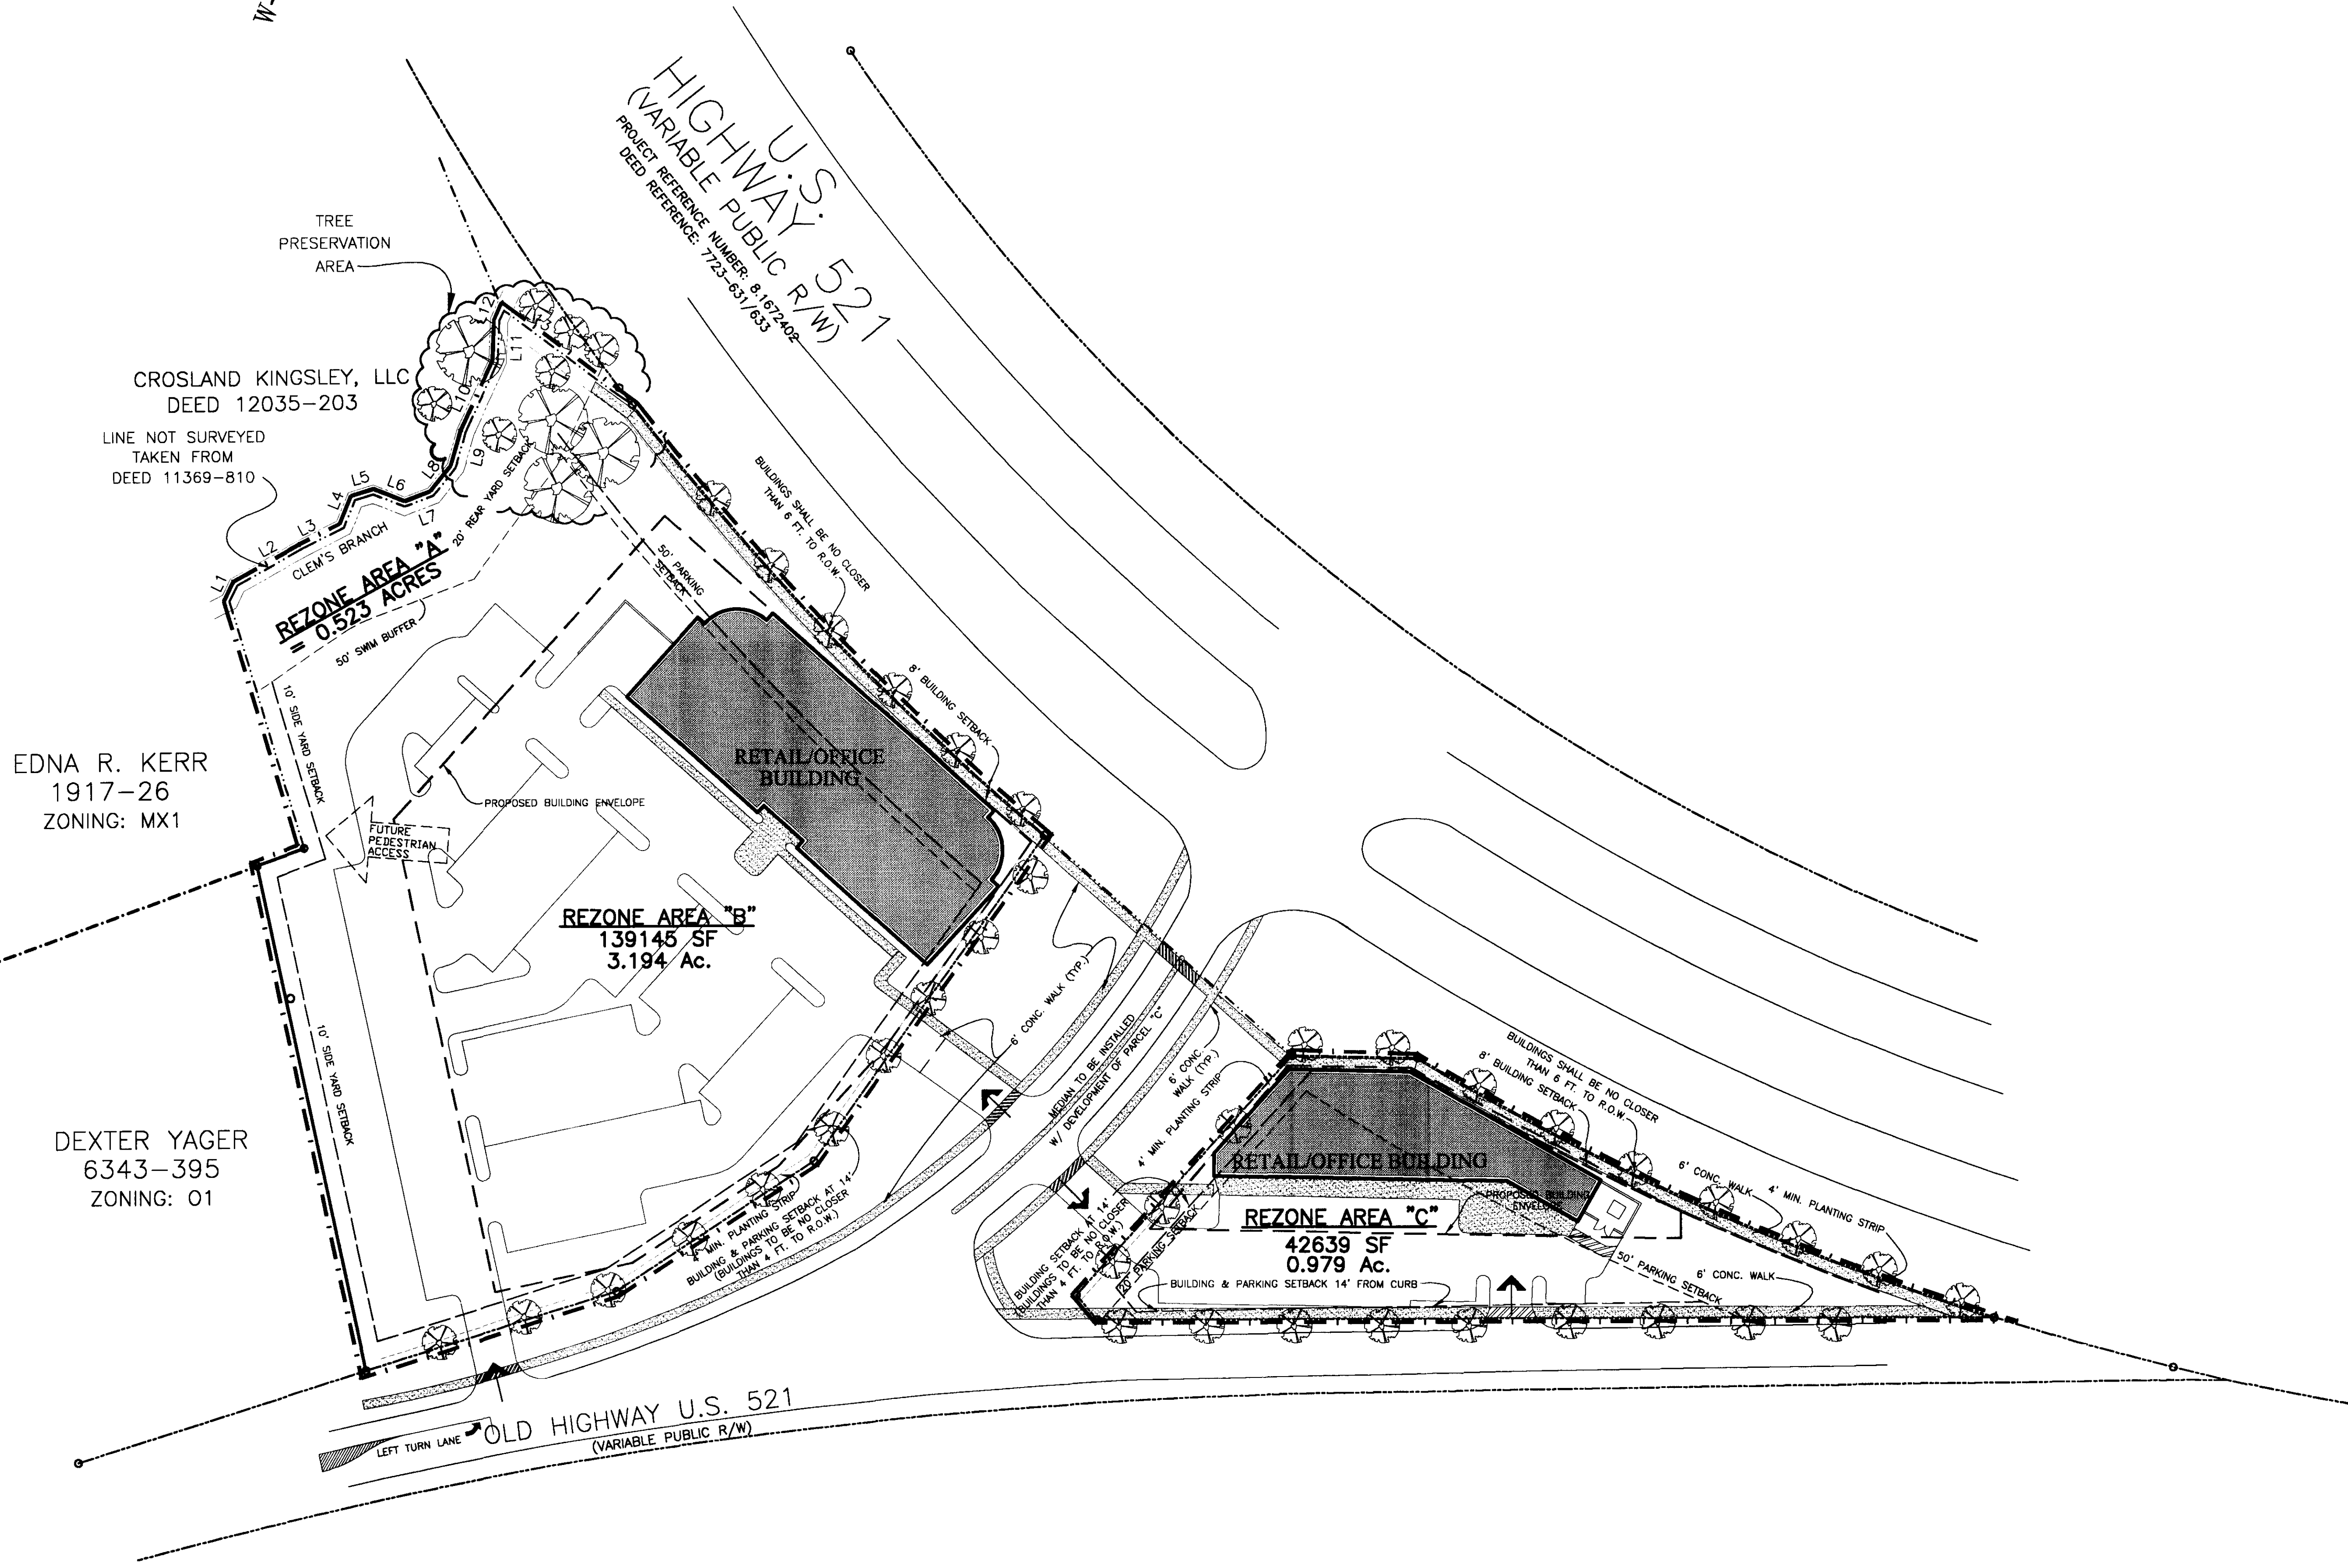 W-
U.S.
HIGHWAY 521
(VARIABLE PUBLIC R/W)
PROJECT REFERENCE NUMBER: 8.1672402
DEED REFERENCE: 7723-631/633
TREE
PRESERVATION
AREA
CROSLAND KINGSLEY, LLC
DEED 12035-203
LINE NOT SURVEYED
TAKEN FROM
DEED 11369-810
L1
L2
L3
L4
L5
L6
L7
L8
L9
L10
L11
CLEM'S BRANCH
20' REAR YARD SETBACK
REZONE AREA "A"
= 0.523 ACRES
50' SWIM BUFFER
10' SIDE YARD SETBACK
50' PARKING
SETBACK
BUILDINGS SHALL BE NO CLOSER
THAN 6 FT. TO R.O.W.
8' BUILDING SETBACK
RETAIL/OFFICE
BUILDING
PROPOSED BUILDING ENVELOPE
EDNA R. KERR
1917-26
ZONING: MX1
FUTURE
PEDESTRIAN
ACCESS
REZONE AREA "B"
139145 SF
3.194 Ac.
10' SIDE YARD SETBACK
DEXTER YAGER
6343-395
ZONING: O1
6' CONC. WALK (TYP.)
MEDIAN TO BE INSTALLED
W/ DEVELOPMENT OF PARCEL "C"
6' CONC.
WALK (TYP.)
4' MIN. PLANTING STRIP
4' MIN. PLANTING STRIP
BUILDING & PARKING SETBACK AT 14'
(BUILDINGS TO BE NO CLOSER
THAN 4 FT. TO R.O.W.)
BUILDING SETBACK AT 14'
(BUILDINGS TO BE NO CLOSER
THAN 4 FT. TO R.O.W.)
20' PARKING SETBACK
BUILDINGS SHALL BE NO CLOSER
THAN 6 FT. TO R.O.W.
8' BUILDING SETBACK
RETAIL/OFFICE BUILDING
PROPOSED BUILDING
ENVELOPE
6' CONC. WALK
4' MIN. PLANTING STRIP
REZONE AREA "C"
42639 SF
0.979 Ac.
BUILDING & PARKING SETBACK 14' FROM CURB
50' PARKING SETBACK
6' CONC. WALK
LEFT TURN LANE
OLD HIGHWAY U.S. 521
(VARIABLE PUBLIC R/W)